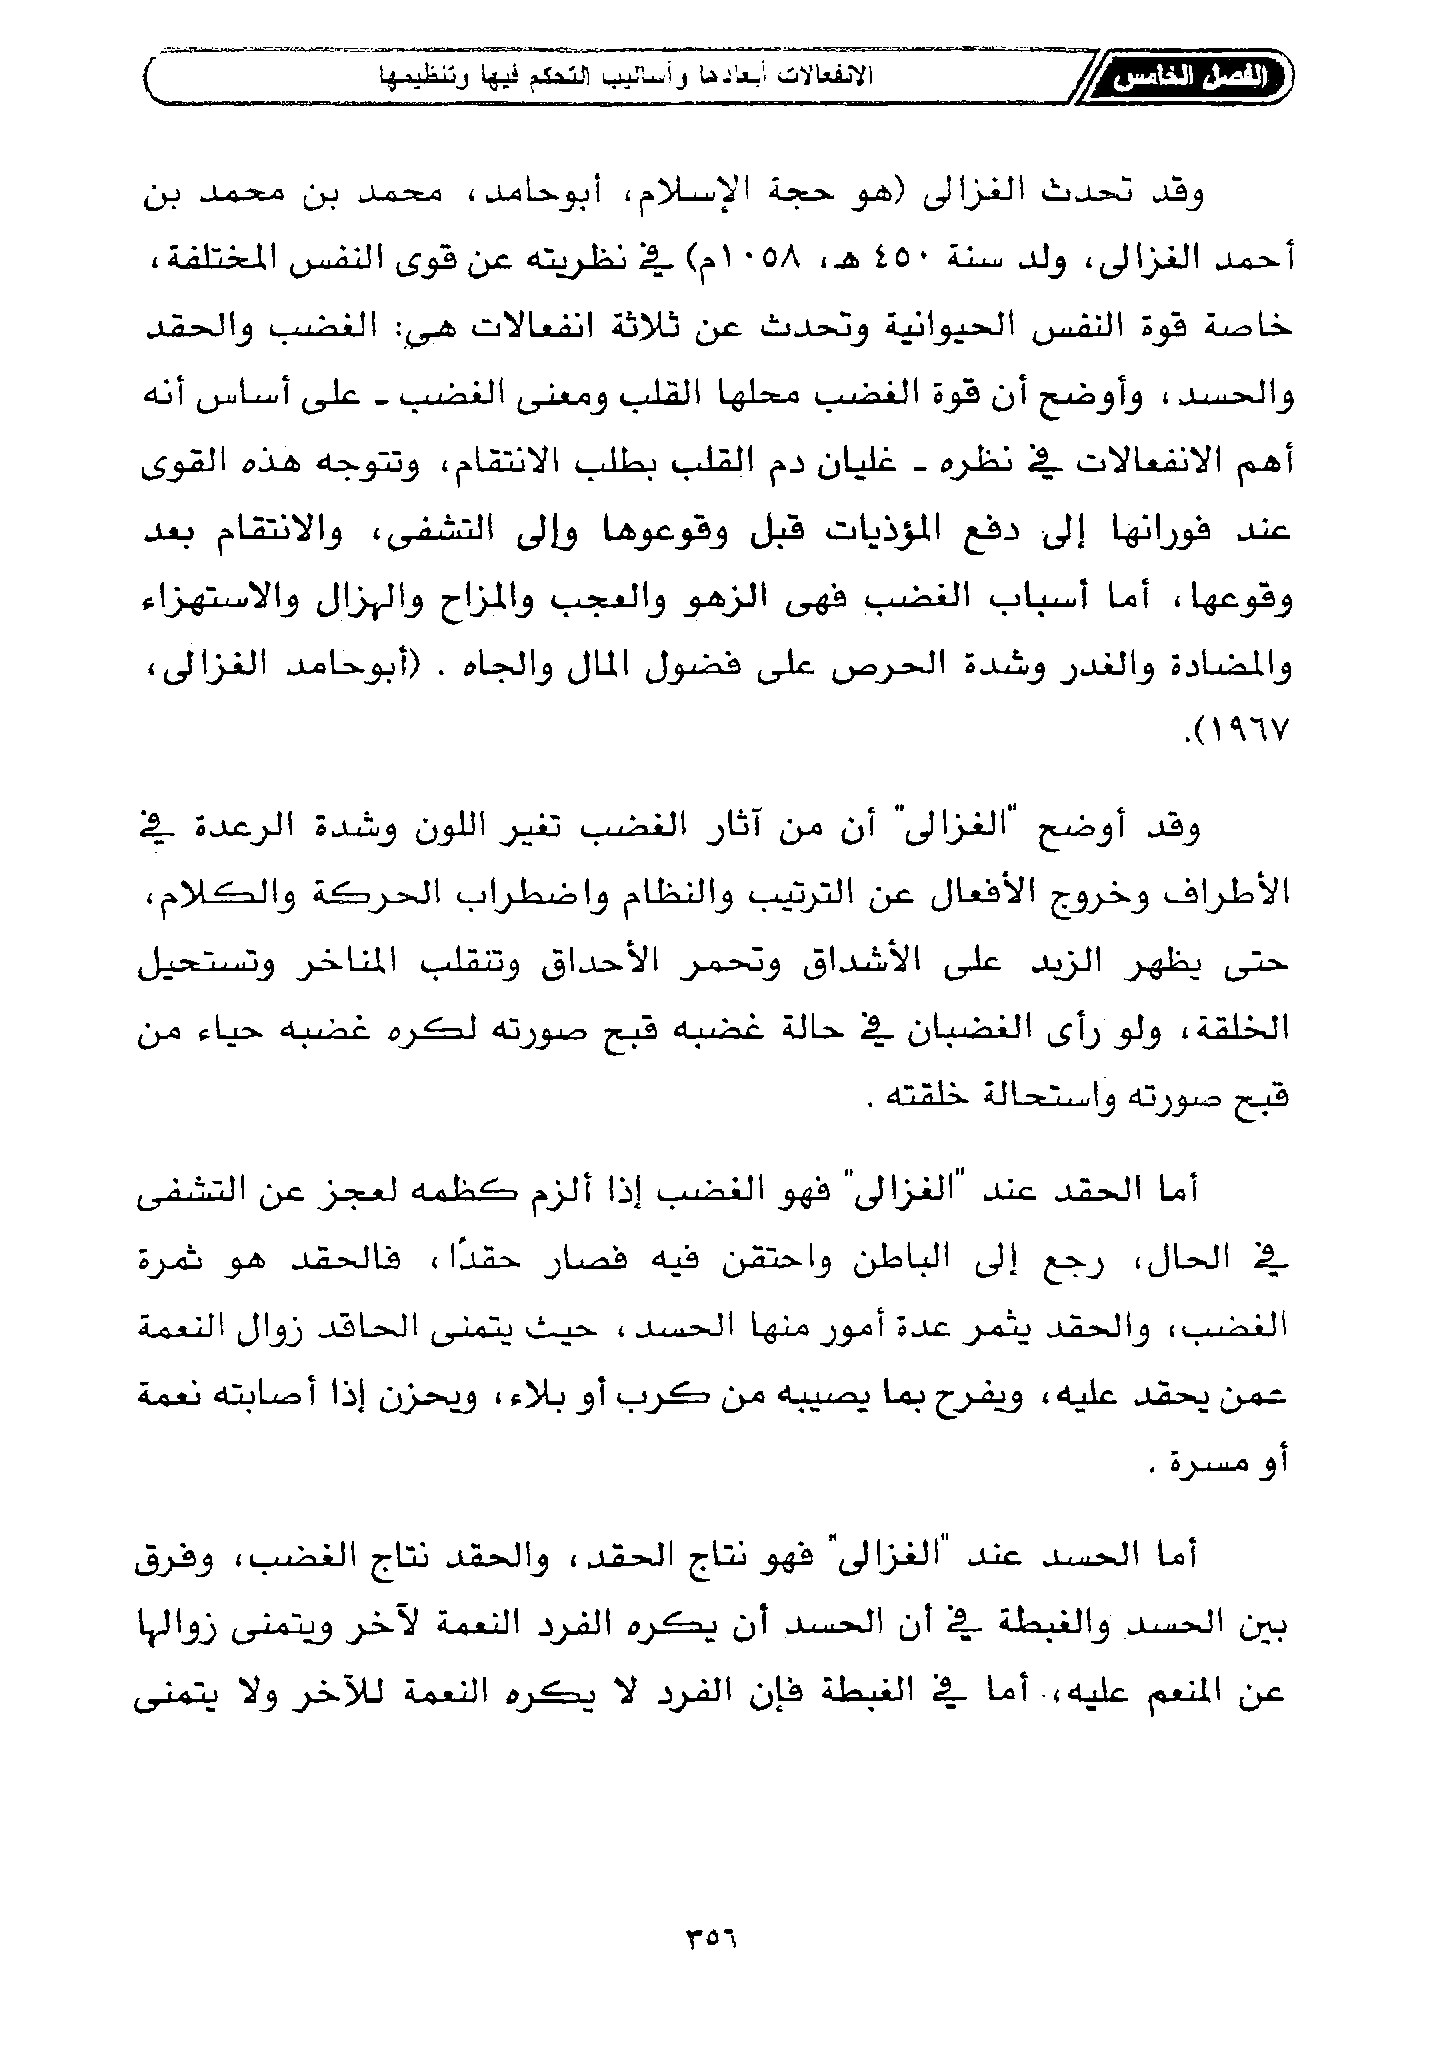 الفصل الخامس الانفعالات أبعادها وأساليب التحكم فيها وتنظيمها
وقد تحدث الغزالى (هو حجة الإسلام، أبوحامد، محمد بن محمد بن
أحمد الغزالى، ولد سنة ٤٥٠ هـ، ١٠٥٨م) في نظريته عن قوى النفس المختلفة،
خاصة قوة النفس الحيوانية وتحدث عن ثلاثة انفعالات هي: الغضب والحقد
والحسد، وأوضح أن قوة الغضب محلها القلب ومعنى الغضب - على أساس أنه
أهم الانفعالات في نظره - غليان دم القلب بطلب الانتقام، وتتوجه هذه القوى
عند فورانها إلى دفع المؤذيات قبل وقوعوها وإلى التشفى، والانتقام بعد
وقوعها، أما أسباب الغضب فهى الزهو والعجب والمزاح والهزال والاستهزاء
والمضادة والغدر وشدة الحرص على فضول المال والجاه . (أبوحامد الغزالى،
١٩٦٧).
وقد أوضح "الغزالى" أن من آثار الغضب تغير اللون وشدة الرعدة في
الأطراف وخروج الأفعال عن الترتيب والنظام واضطراب الحركة والكلام،
حتى يظهر الزبد على الأشداق وتحمر الأحداق وتنقلب المناخر وتستحيل
الخلقة، ولو رأى الغضبان في حالة غضبه قبح صورته لكره غضبه حياء من
قبح صورته واستحالة خلقته .
أما الحقد عند "الغزالى" فهو الغضب إذا ألزم كظمه لعجز عن التشفى
في الحال، رجع إلى الباطن واحتقن فيه فصار حقدًا، فالحقد هو ثمرة
الغضب، والحقد يثمر عدة أمور منها الحسد، حيث يتمنى الحاقد زوال النعمة
عمن يحقد عليه، ويفرح بما يصيبه من كرب أو بلاء، ويحزن إذا أصابته نعمة
أو مسرة .
أما الحسد عند "الغزالى" فهو نتاج الحقد، والحقد نتاج الغضب، وفرق
بين الحسد والغبطة في أن الحسد أن يكره الفرد النعمة لآخر ويتمنى زوالها
عن المنعم عليه، أما في الغبطة فإن الفرد لا يكره النعمة للآخر ولا يتمنى
٣٥٦